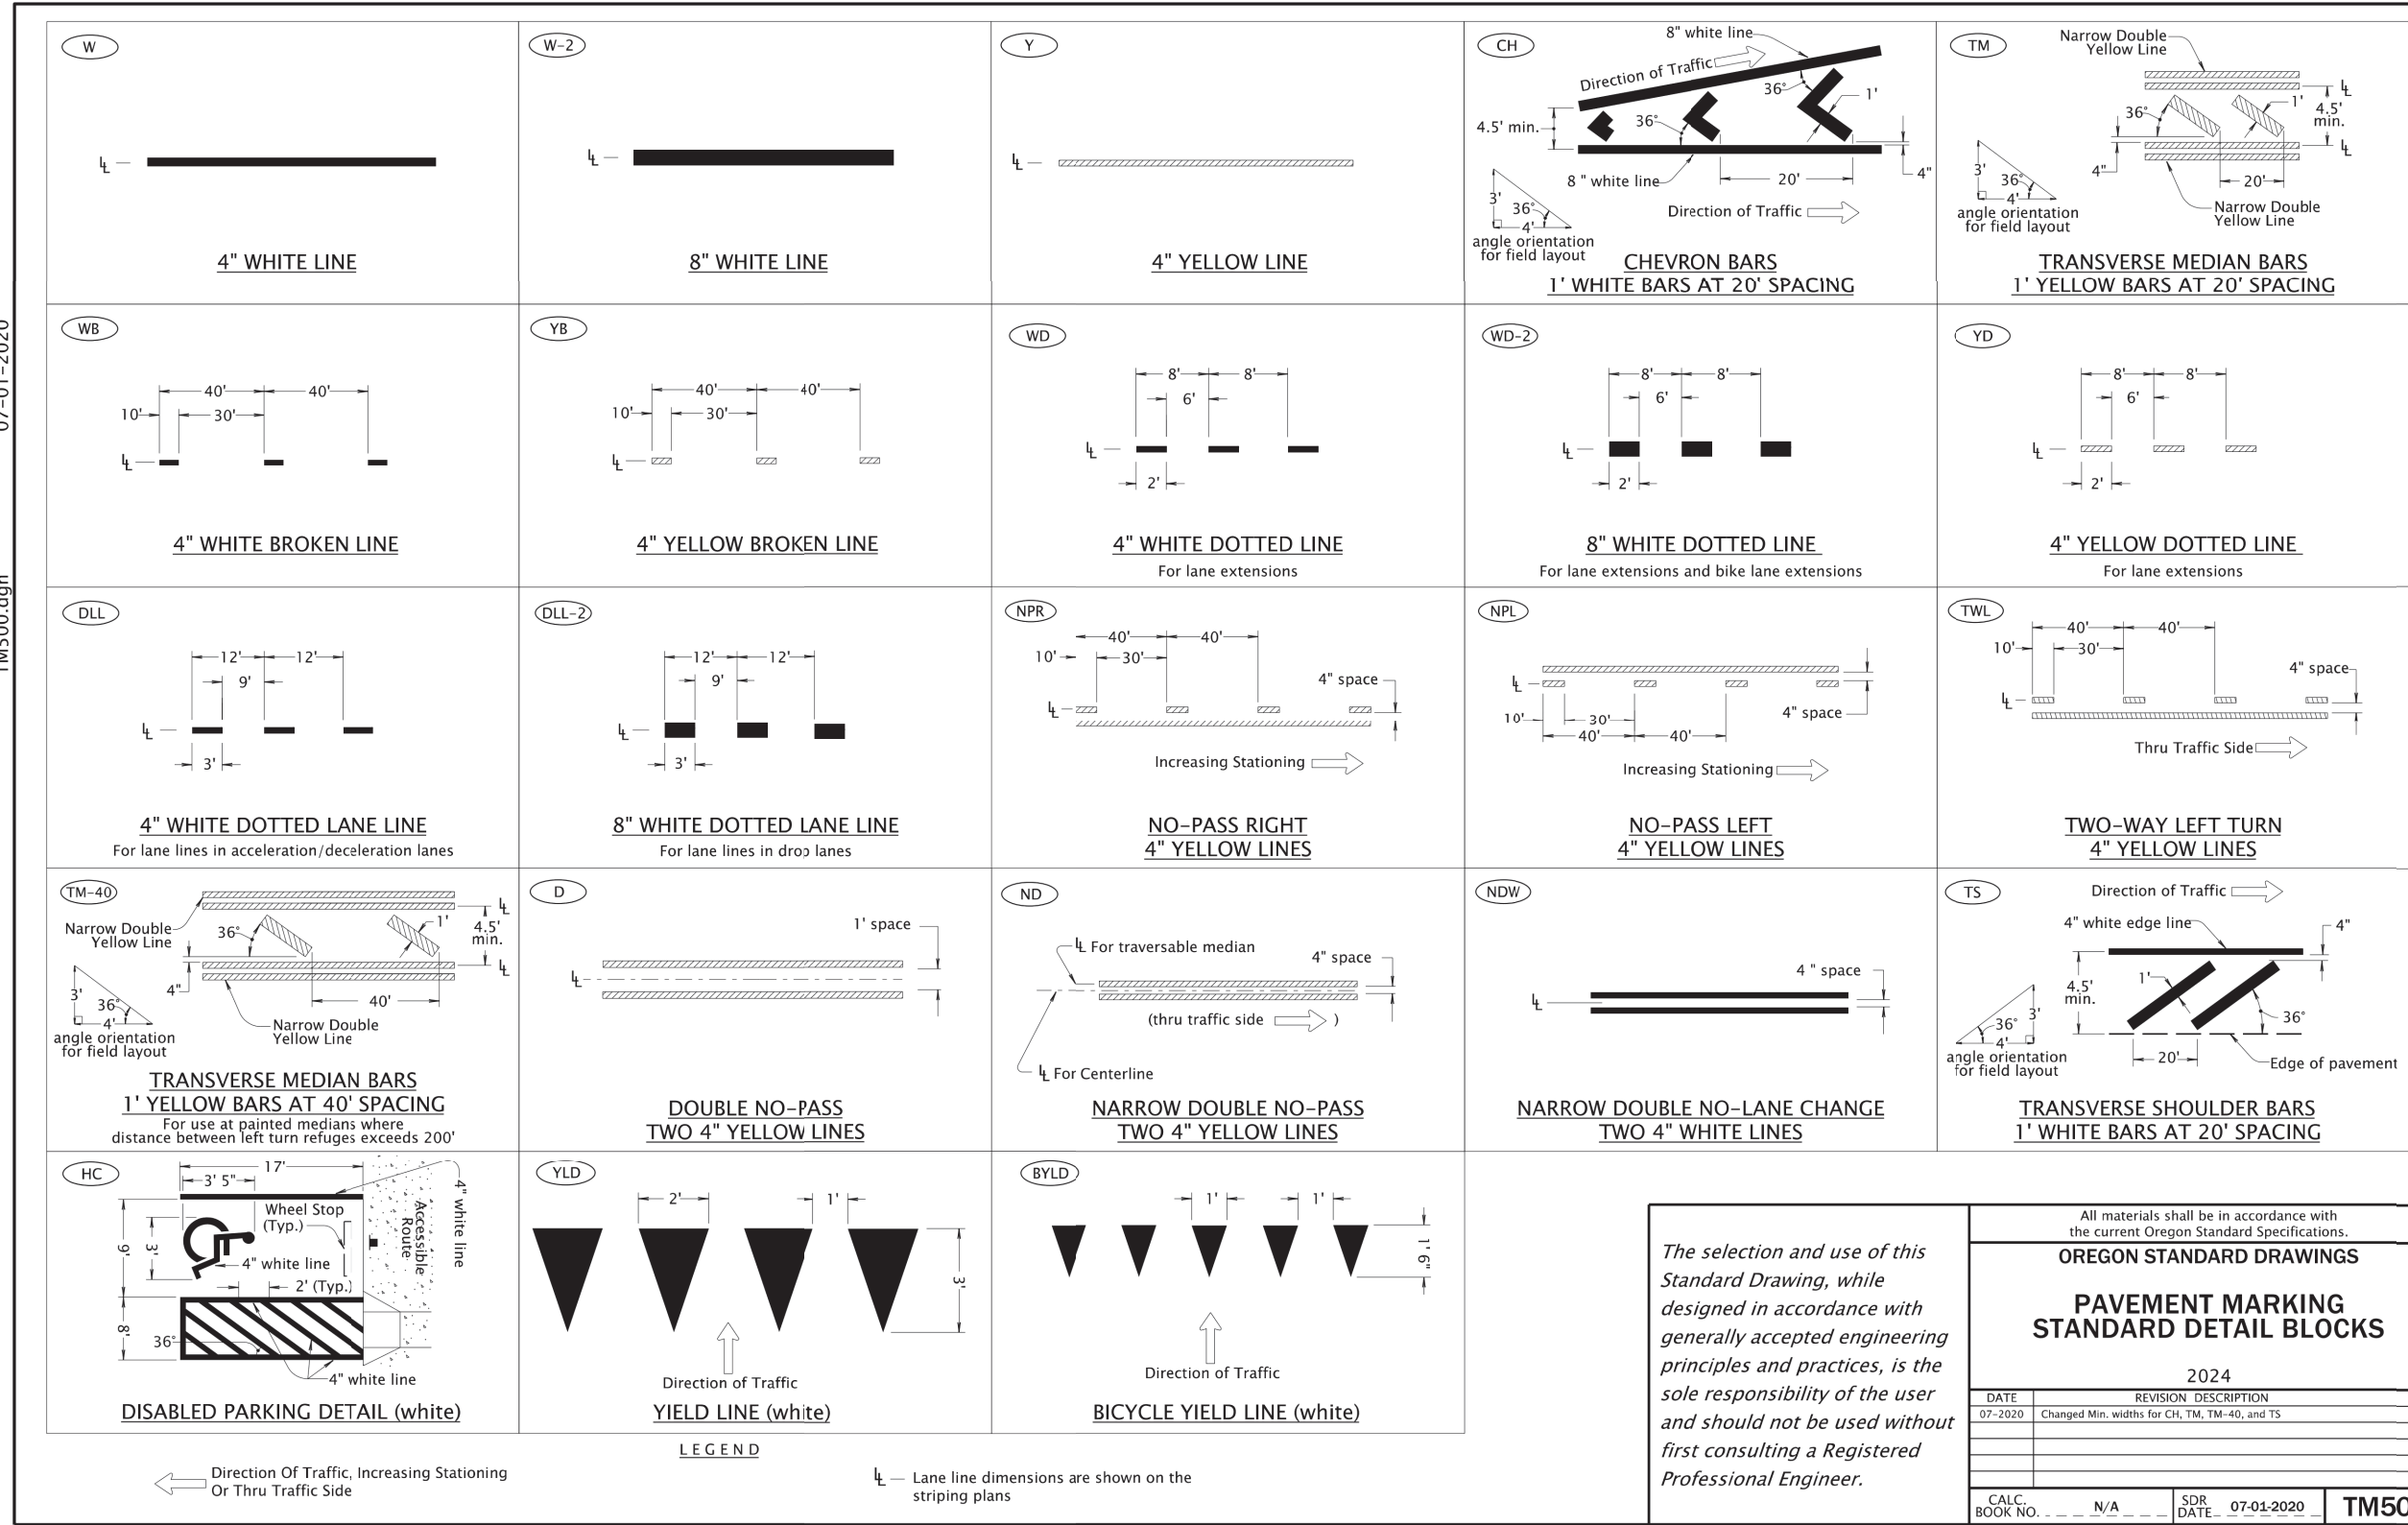 07-01-2020
TM500.dgn
W
4" WHITE LINE
W-2
8" WHITE LINE
Y
4" YELLOW LINE
CH
8" white line
Direction of Traffic
36°
1'
4.5' min.
36°
8 " white line
20'
4"
3'
36°
4'
Direction of Traffic
angle orientation
for field layout
CHEVRON BARS
1' WHITE BARS AT 20' SPACING
TM
Narrow Double
Yellow Line
36°
1'
4.5'
min.
4"
20'
3'
36°
4'
angle orientation
for field layout
Narrow Double
Yellow Line
TRANSVERSE MEDIAN BARS
1' YELLOW BARS AT 20' SPACING
WB
40' 40'
10' 30'
4" WHITE BROKEN LINE
YB
40' 40'
10' 30'
4" YELLOW BROKEN LINE
WD
8' 8'
6'
2'
4" WHITE DOTTED LINE
For lane extensions
WD-2
8' 8'
6'
2'
8" WHITE DOTTED LINE
For lane extensions and bike lane extensions
YD
8' 8'
6'
2'
4" YELLOW DOTTED LINE
For lane extensions
DLL
12' 12'
9'
3'
4" WHITE DOTTED LANE LINE
For lane lines in acceleration/deceleration lanes
DLL-2
12' 12'
9'
3'
8" WHITE DOTTED LANE LINE
For lane lines in drop lanes
NPR
40' 40'
10' 30'
4" space
Increasing Stationing
NO-PASS RIGHT
4" YELLOW LINES
NPL
4" space
10' 30'
40' 40'
Increasing Stationing
NO-PASS LEFT
4" YELLOW LINES
TWL
40' 40'
10' 30'
4" space
Thru Traffic Side
TWO-WAY LEFT TURN
4" YELLOW LINES
TM-40
Narrow Double
Yellow Line
36°
1'
4.5'
min.
4"
40'
3'
36°
4'
angle orientation
for field layout
Narrow Double
Yellow Line
TRANSVERSE MEDIAN BARS
1' YELLOW BARS AT 40' SPACING
For use at painted medians where
distance between left turn refuges exceeds 200'
D
1' space
DOUBLE NO-PASS
TWO 4" YELLOW LINES
ND
For traversable median
4" space
(thru traffic side )
For Centerline
NARROW DOUBLE NO-PASS
TWO 4" YELLOW LINES
NDW
4 " space
NARROW DOUBLE NO-LANE CHANGE
TWO 4" WHITE LINES
TS
Direction of Traffic
4" white edge line
4"
1'
4.5'
min.
36°
3'
36°
4'
20'
angle orientation
for field layout
Edge of pavement
TRANSVERSE SHOULDER BARS
1' WHITE BARS AT 20' SPACING
HC
17'
3' 5"
Wheel Stop
(Typ.)
Accessible
Route
4" white line
9'
3'
4" white line
2' (Typ.)
8'
36°
4" white line
DISABLED PARKING DETAIL (white)
YLD
2' 1'
3'
Direction of Traffic
YIELD LINE (white)
BYLD
1' 1'
1' 6"
Direction of Traffic
BICYCLE YIELD LINE (white)
LEGEND
Direction Of Traffic, Increasing Stationing
Or Thru Traffic Side
Lane line dimensions are shown on the
striping plans
The selection and use of this
Standard Drawing, while
designed in accordance with
generally accepted engineering
principles and practices, is the
sole responsibility of the user
and should not be used without
first consulting a Registered
Professional Engineer.
All materials shall be in accordance with
the current Oregon Standard Specifications.
OREGON STANDARD DRAWINGS
PAVEMENT MARKING
STANDARD DETAIL BLOCKS
2024
DATE REVISION DESCRIPTION
07-2020 Changed Min. widths for CH, TM, TM-40, and TS
CALC.
BOOK NO. N/A
SDR
DATE 07-01-2020
TM50